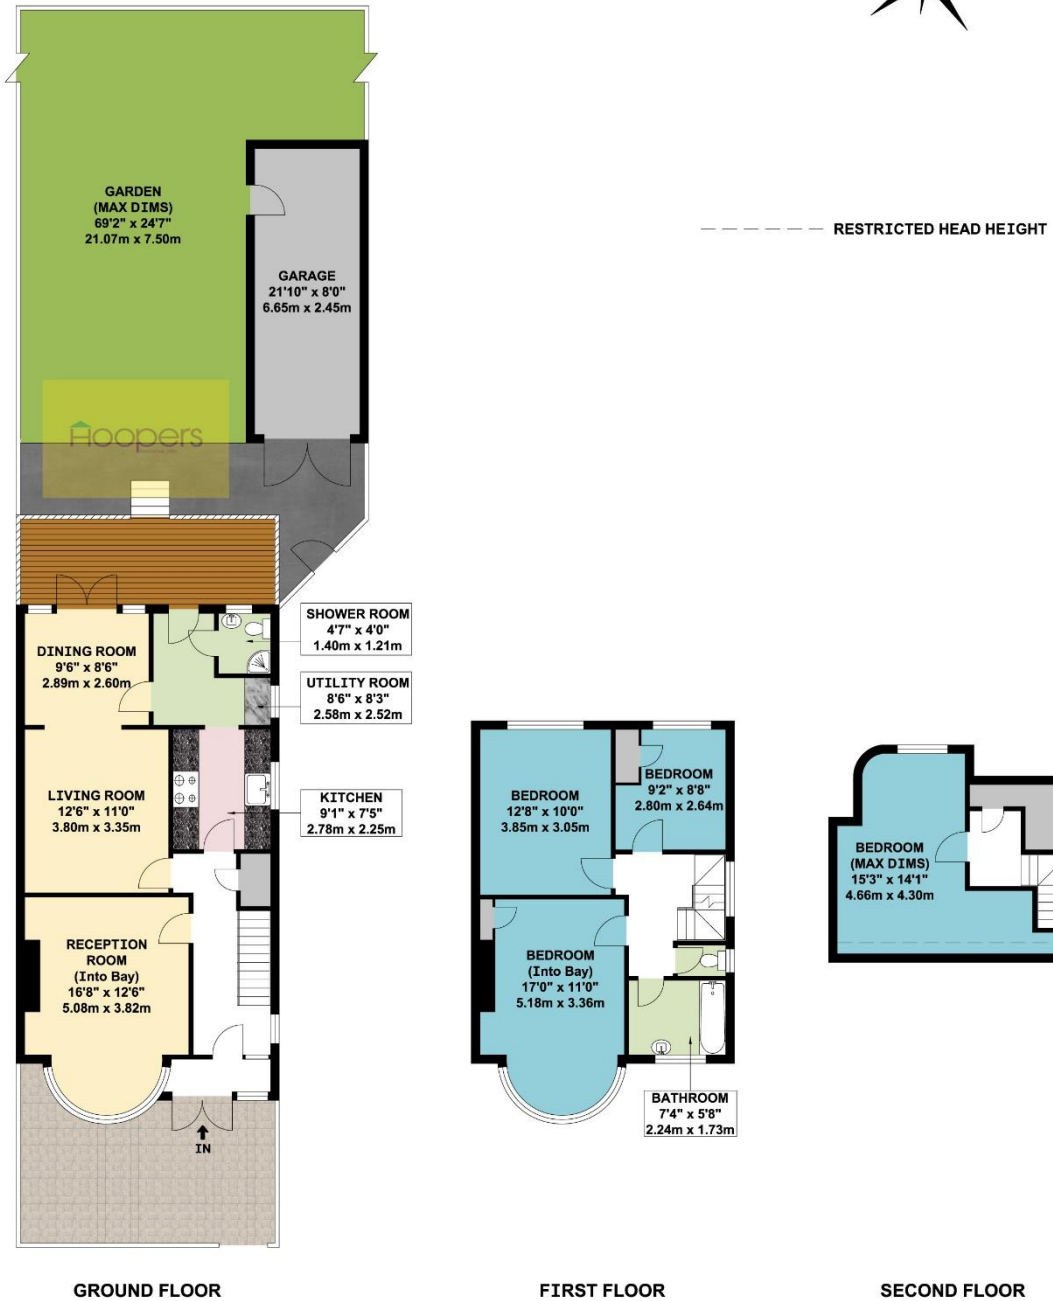 GARDEN
(MAX DIMS)
69'2" x 24'7"
21.07m x 7.50m
RESTRICTED HEAD HEIGHT
GARAGE
21'10" x 8'0"
6.65m x 2.45m
Hoopers
SHOWER ROOM
4'7" x 4'0"
1.40m x 1.21m
DINING ROOM
9'6" x 8'6"
2.89m x 2.60m
UTILITY ROOM
8'6" x 8'3"
2.58m x 2.52m
LIVING ROOM
12'6" x 11'0"
3.80m x 3.35m
KITCHEN
9'1" x 7'5"
2.78m x 2.25m
RECEPTION
ROOM
(Into Bay)
16'8" x 12'6"
5.08m x 3.82m
IN
BEDROOM
12'8" x 10'0"
3.85m x 3.05m
BEDROOM
9'2" x 8'8"
2.80m x 2.64m
BEDROOM
(Into Bay)
17'0" x 11'0"
5.18m x 3.36m
BATHROOM
7'4" x 5'8"
2.24m x 1.73m
BEDROOM
(MAX DIMS)
15'3" x 14'1"
4.66m x 4.30m
GROUND FLOOR
FIRST FLOOR
SECOND FLOOR